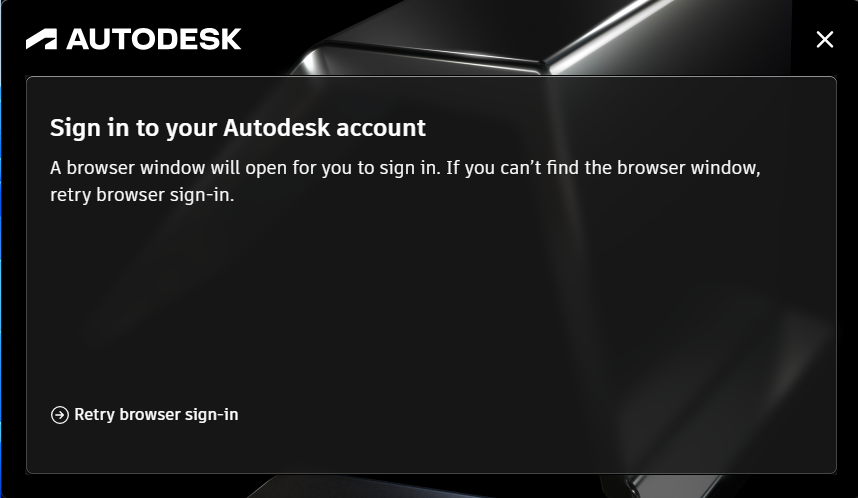 AUTODESK
Sign in to your Autodesk account
A browser window will open for you to sign in. If you can’t find the browser window,
retry browser sign-in.
Retry browser sign-in